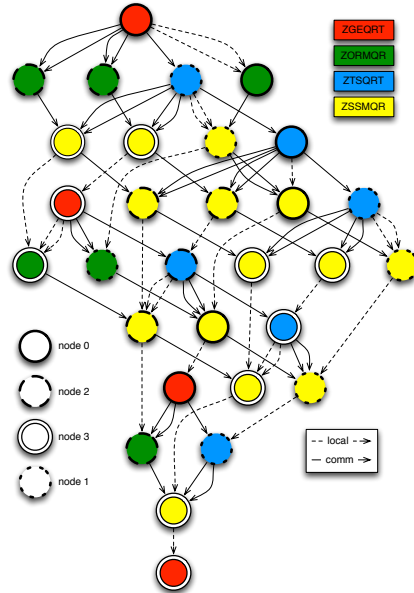 ZGEQRT
ZORMQR
ZTSQRT
ZSSMQR
node 0
node 2
node 3
node 1
local
comm